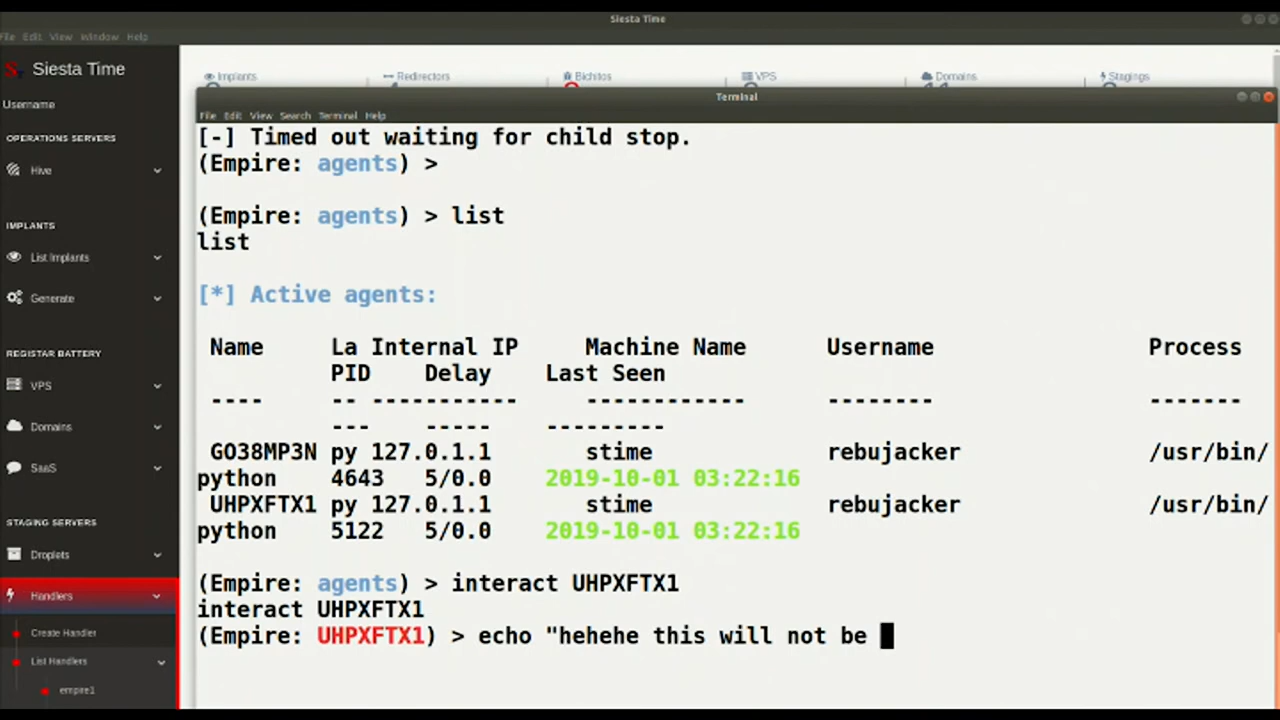 Siesta Time
File Edit View Window Help
Siesta Time
Username
OPERATIONS SERVERS
Hive
IMPLANTS
List Implants
Generate
REGISTAR BATTERY
VPS
Domains
SaaS
STAGING SERVERS
Droplets
Handlers
Create Handler
List Handlers
empire1
Implants Redirectors Bichitos VPS Domains Stagings
Terminal
File Edit View Search Terminal Help
[-] Timed out waiting for child stop.
(Empire: agents) >
(Empire: agents) > list
list
[*] Active agents:
Name La Internal IP Machine Name Username Process
PID Delay Last Seen
---- -- ----------- ------------ -------- -------
--- ----- ---------
GO38MP3N py 127.0.1.1 stime rebujacker /usr/bin/
python 4643 5/0.0 2019-10-01 03:22:16
UHPXFTX1 py 127.0.1.1 stime rebujacker /usr/bin/
python 5122 5/0.0 2019-10-01 03:22:16
(Empire: agents) > interact UHPXFTX1
interact UHPXFTX1
(Empire: UHPXFTX1) > echo "hehehe this will not be